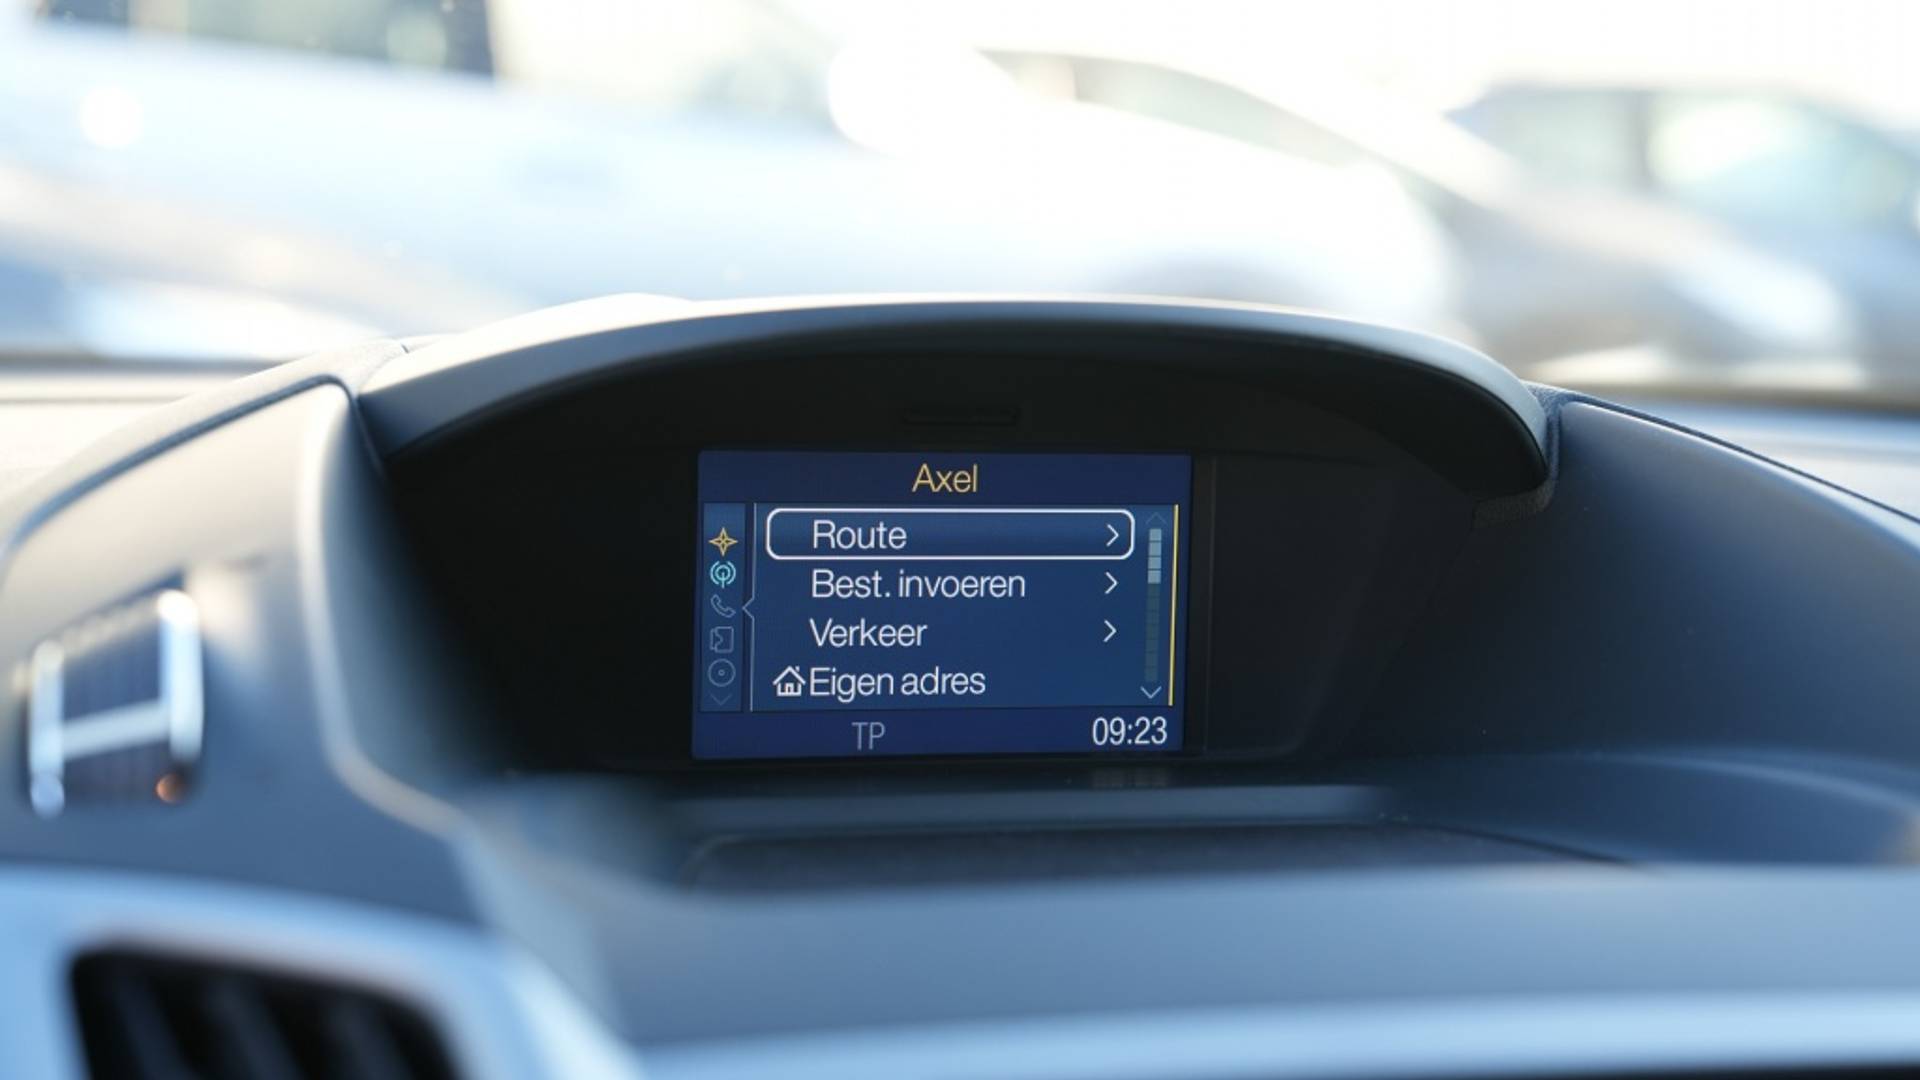 Axel
Route
Best. invoeren
Verkeer
Eigen adres
TP
09:23